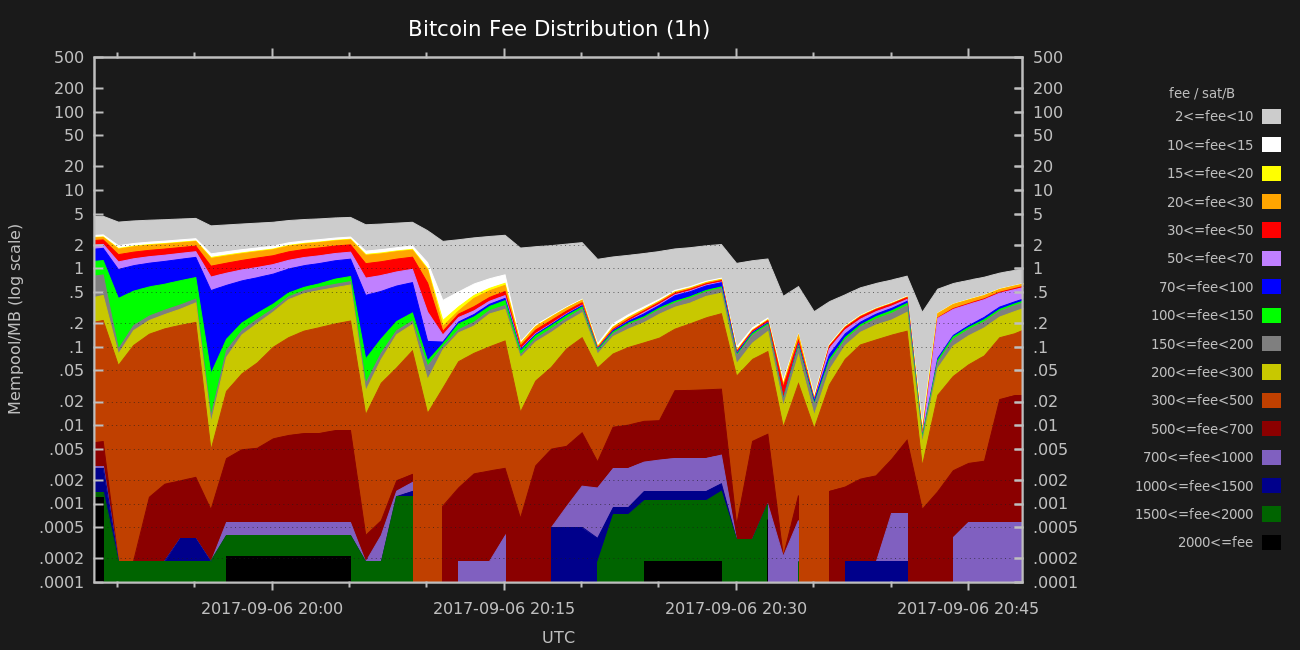 Bitcoin Fee Distribution (1h)
500 500
200 200
100 100
50 50
20 20
10 10
5 5
2 2
1 1
.5 .5
.2 .2
.1 .1
.05 .05
.02 .02
.01 .01
.005 .005
.002 .002
.001 .001
.0005 .0005
.0002 .0002
.0001 .0001
Mempool/MB (log scale)
2017-09-06 20:00 2017-09-06 20:15 2017-09-06 20:30 2017-09-06 20:45
UTC
fee / sat/B
2<=fee<10
10<=fee<15
15<=fee<20
20<=fee<30
30<=fee<50
50<=fee<70
70<=fee<100
100<=fee<150
150<=fee<200
200<=fee<300
300<=fee<500
500<=fee<700
700<=fee<1000
1000<=fee<1500
1500<=fee<2000
2000<=fee